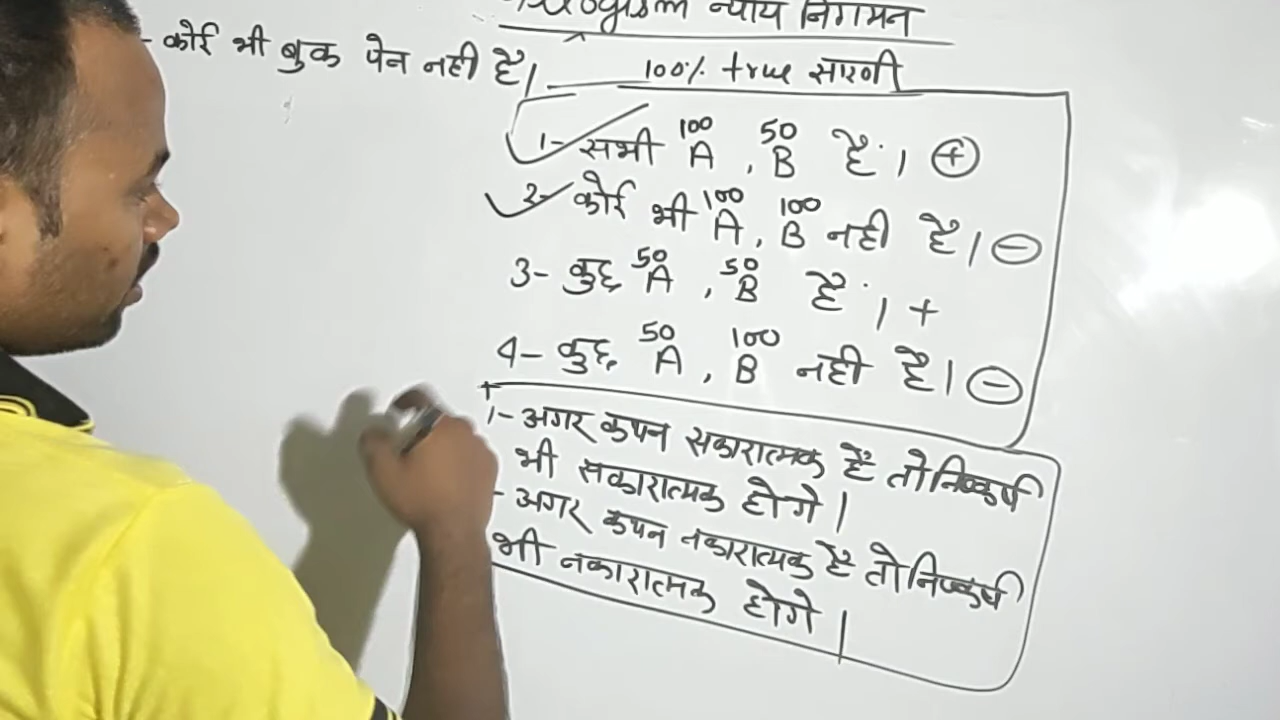 न्याय निगमन
कोई भी बुक पेन नही है।
100% true सारणी
1- सभी A, B है। +
100 50
2- कोई भी A, B नही है। -
100 100
3- कुछ A, B है। +
50 50
4- कुछ A, B नही है। -
50 100
1- अगर कथन सकारात्मक है तो निष्कर्ष
भी सकारात्मक होगे।
- अगर कथन नकारात्मक है तो निष्कर्ष
भी नकारात्मक होगे।